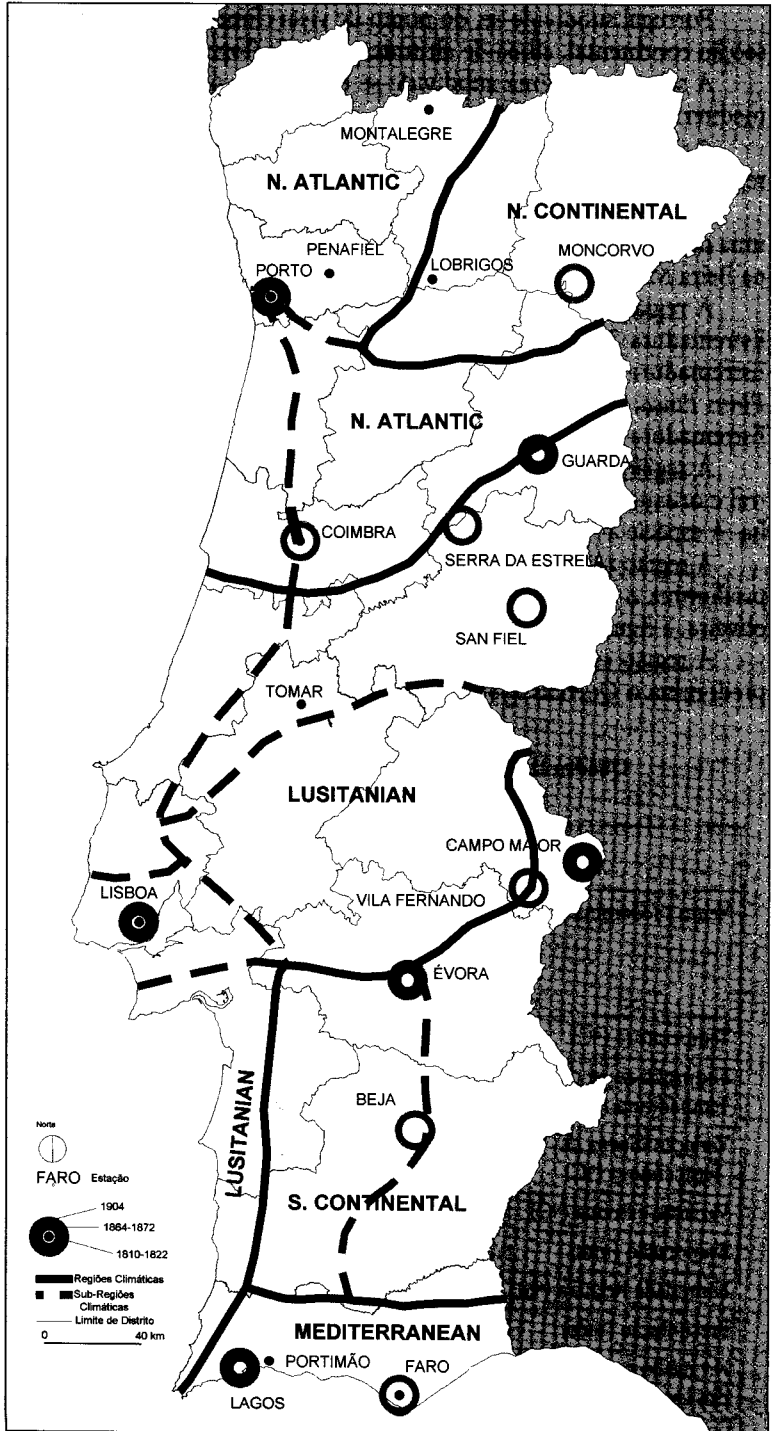 MONTALEGRE
N. ATLANTIC
N. CONTINENTAL
PENAFIEL
MONCORVO
PORTO
LOBRIGOS
N. ATLANTIC
GUARDA
COIMBRA
SERRA DA ESTRELA
SAN FIEL
TOMAR
LUSITANIAN
CAMPO MAIOR
LISBOA
VILA FERNANDO
ÉVORA
LUSITANIAN
BEJA
S. CONTINENTAL
Norte
FARO Estação
1904
1864-1872
1810-1822
Regiões Climáticas
Sub-Regiões
Climáticas
Limite de Distrito
0 40 km
MEDITERRANEAN
PORTIMÃO
FARO
LAGOS